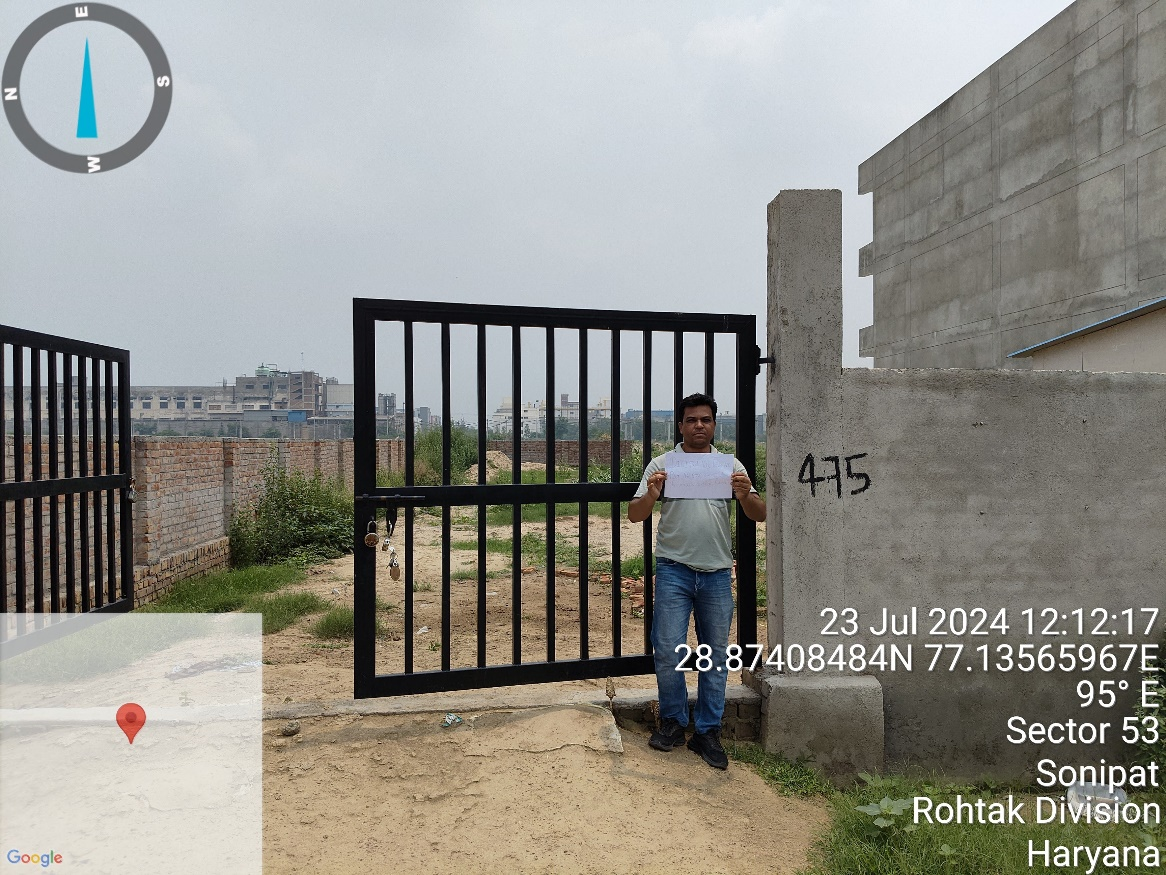 E
N
S
W
475
23 Jul 2024 12:12:17
28.87408484N 77.13565967E
95° E
Sector 53
Sonipat
Rohtak Division
Haryana
Google